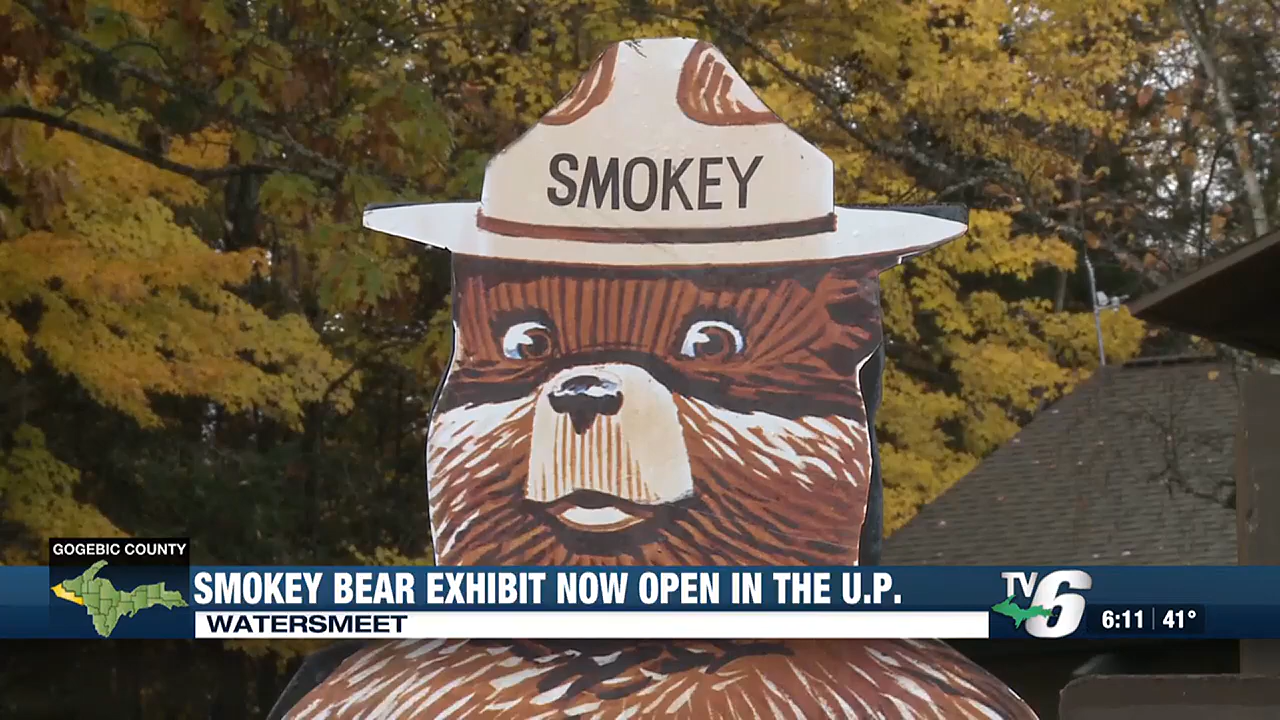 SMOKEY
GOGEBIC COUNTY
SMOKEY BEAR EXHIBIT NOW OPEN IN THE U.P.
WATERSMEET
TV6
6:11 41°